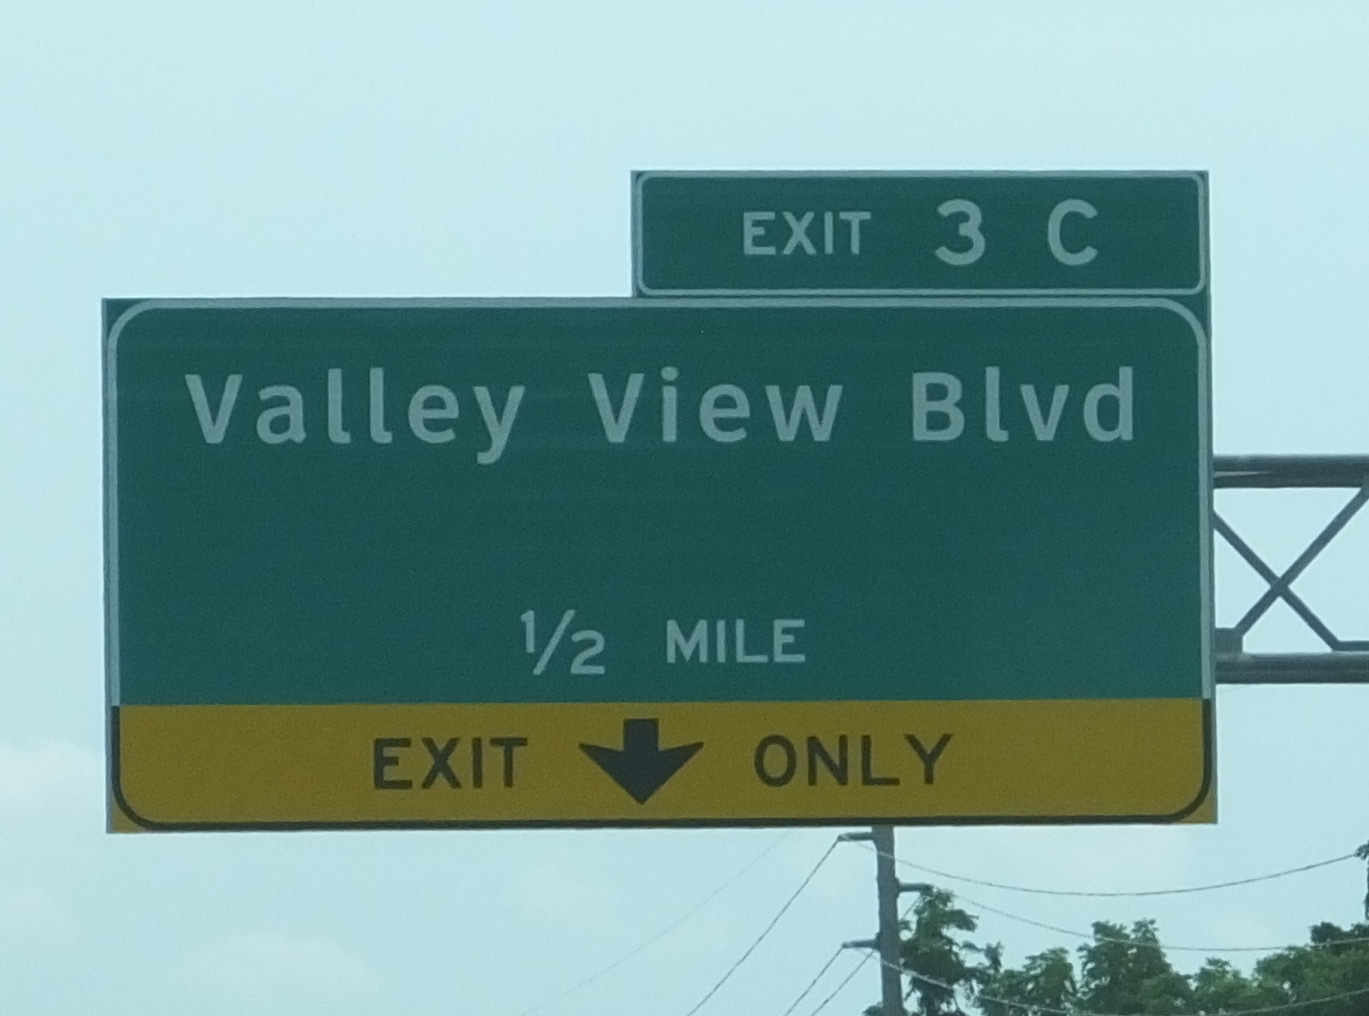 EXIT 3 C
Valley View Blvd
1/2 MILE
EXIT ONLY